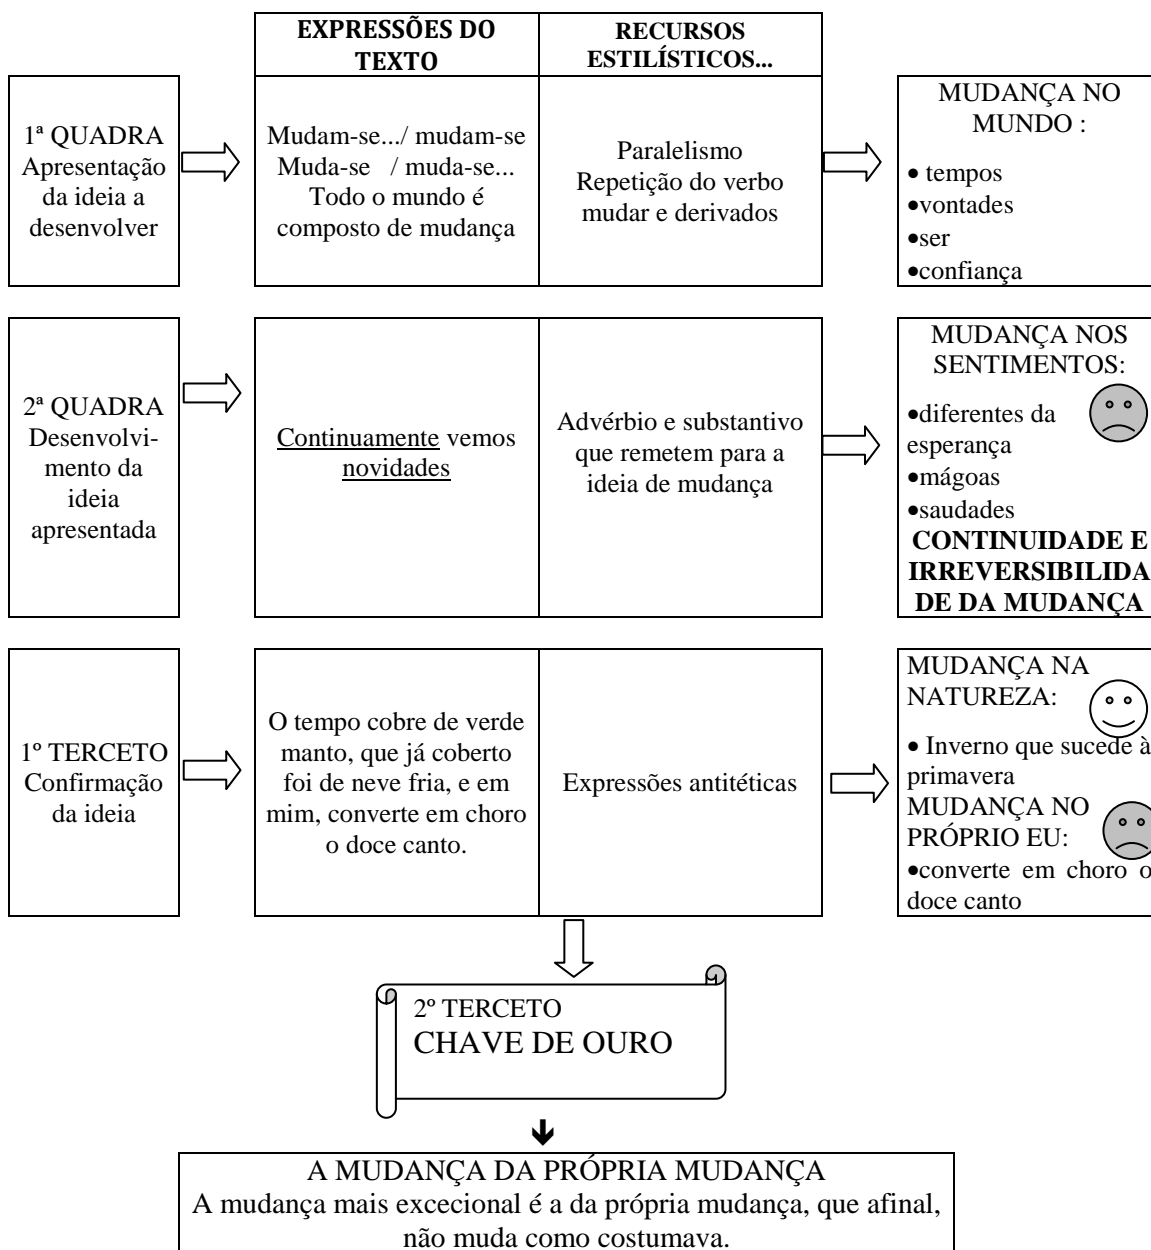 EXPRESSÕES DO
TEXTO
RECURSOS
ESTILÍSTICOS...
1ª QUADRA
Apresentação
da ideia a
desenvolver
Mudam-se.../ mudam-se
Muda-se / muda-se...
Todo o mundo é
composto de mudança
Paralelismo
Repetição do verbo
mudar e derivados
MUDANÇA NO
MUNDO :
• tempos
•vontades
•ser
•confiança
2ª QUADRA
Desenvolvi-
mento da
ideia
apresentada
Continuamente vemos
novidades
Advérbio e substantivo
que remetem para a
ideia de mudança
MUDANÇA NOS
SENTIMENTOS:
•diferentes da
esperança
•mágoas
•saudades
CONTINUIDADE E
IRREVERSIBILIDA
DE DA MUDANÇA
1º TERCETO
Confirmação
da ideia
O tempo cobre de verde
manto, que já coberto
foi de neve fria, e em
mim, converte em choro
o doce canto.
Expressões antitéticas
MUDANÇA NA
NATUREZA:
• Inverno que sucede à
primavera
MUDANÇA NO
PRÓPRIO EU:
•converte em choro o
doce canto
2º TERCETO
CHAVE DE OURO
A MUDANÇA DA PRÓPRIA MUDANÇA
A mudança mais excecional é a da própria mudança, que afinal,
não muda como costumava.